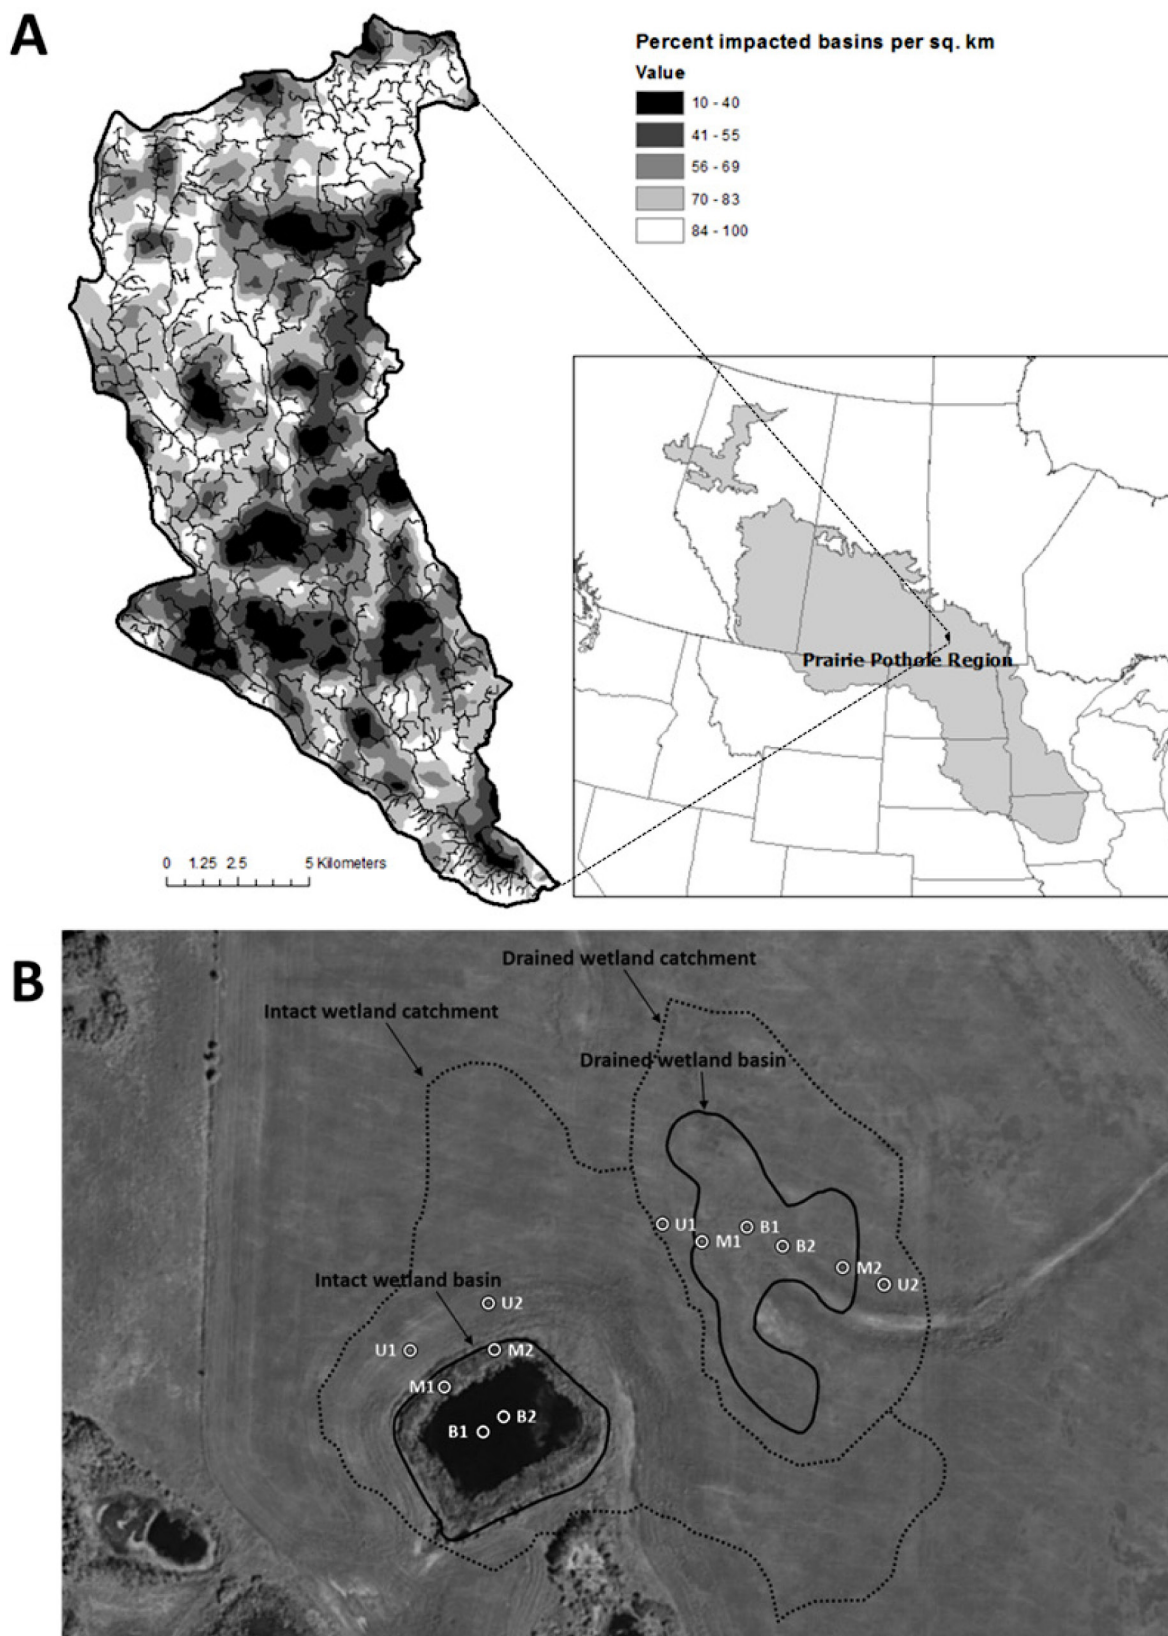 A
Percent impacted basins per sq. km
Value
10 - 40
41 - 55
56 - 69
70 - 83
84 - 100
Prairie Pothole Region
0 1.25 2.5 5 Kilometers
B
Drained wetland catchment
Intact wetland catchment
Drained wetland basin
U1
B1
M1
B2
M2
U2
Intact wetland basin
U2
U1
M2
M1
B2
B1